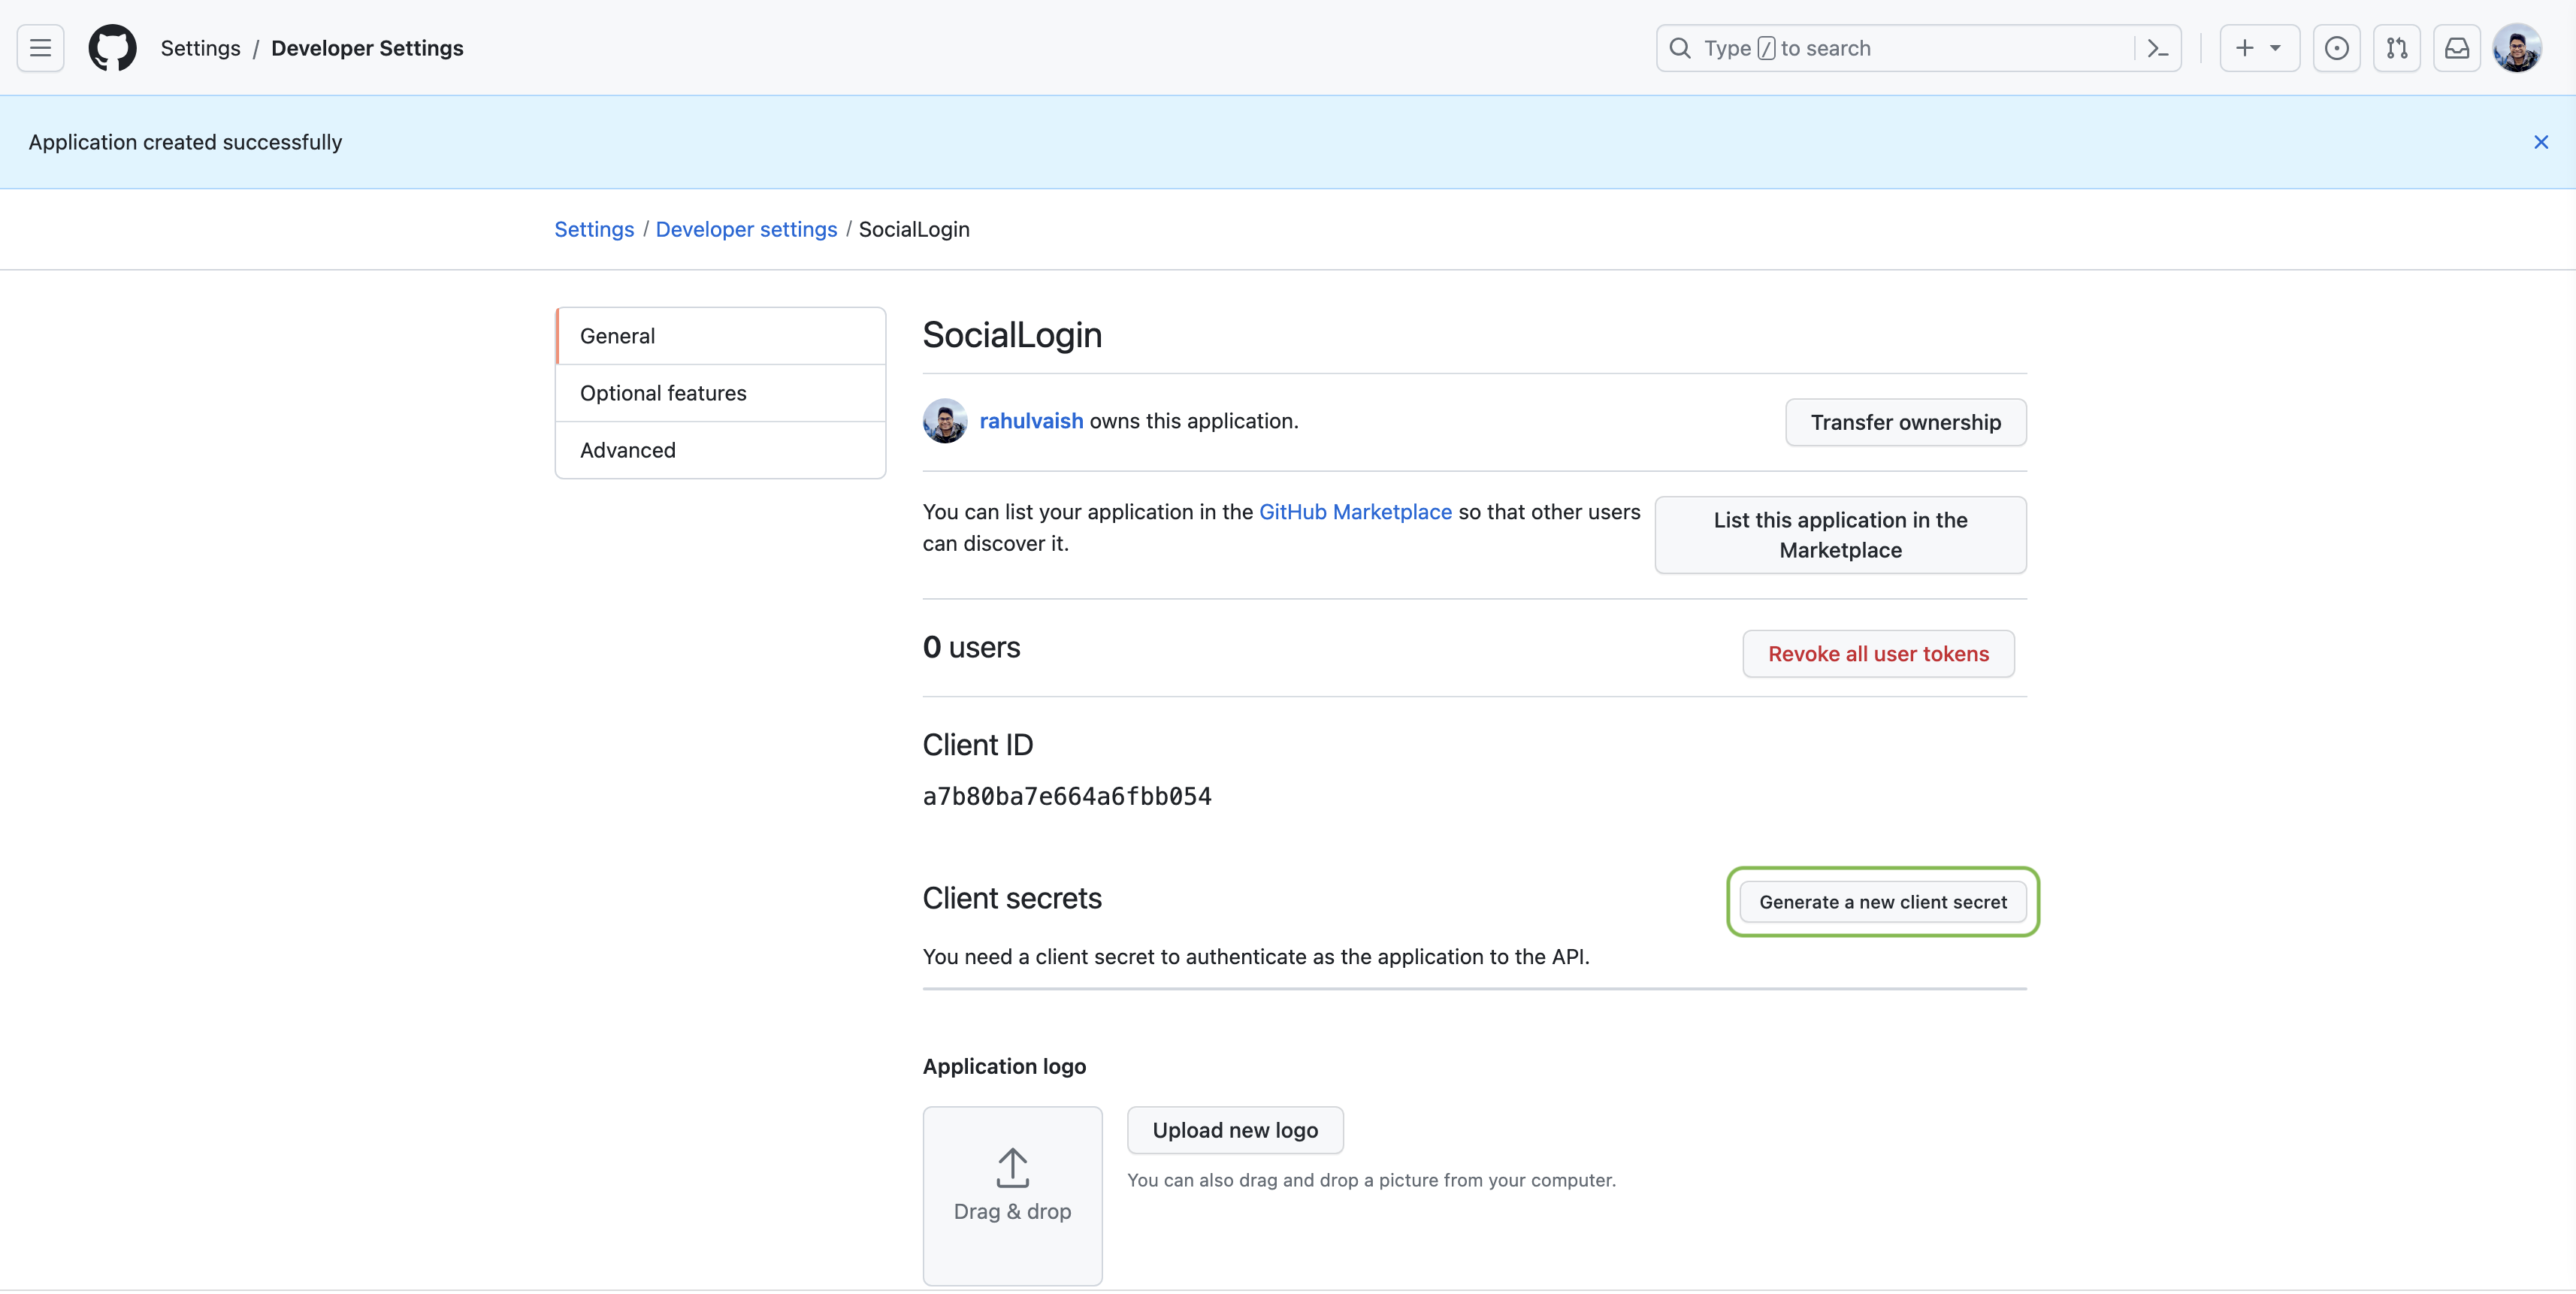 Settings / Developer Settings
Type / to search
Application created successfully
Settings / Developer settings / SocialLogin
General
Optional features
Advanced
SocialLogin
rahulvaish owns this application.
Transfer ownership
You can list your application in the GitHub Marketplace so that other users
can discover it.
List this application in the
Marketplace
0 users
Revoke all user tokens
Client ID
a7b80ba7e664a6fbb054
Client secrets
Generate a new client secret
You need a client secret to authenticate as the application to the API.
Application logo
Drag & drop
Upload new logo
You can also drag and drop a picture from your computer.